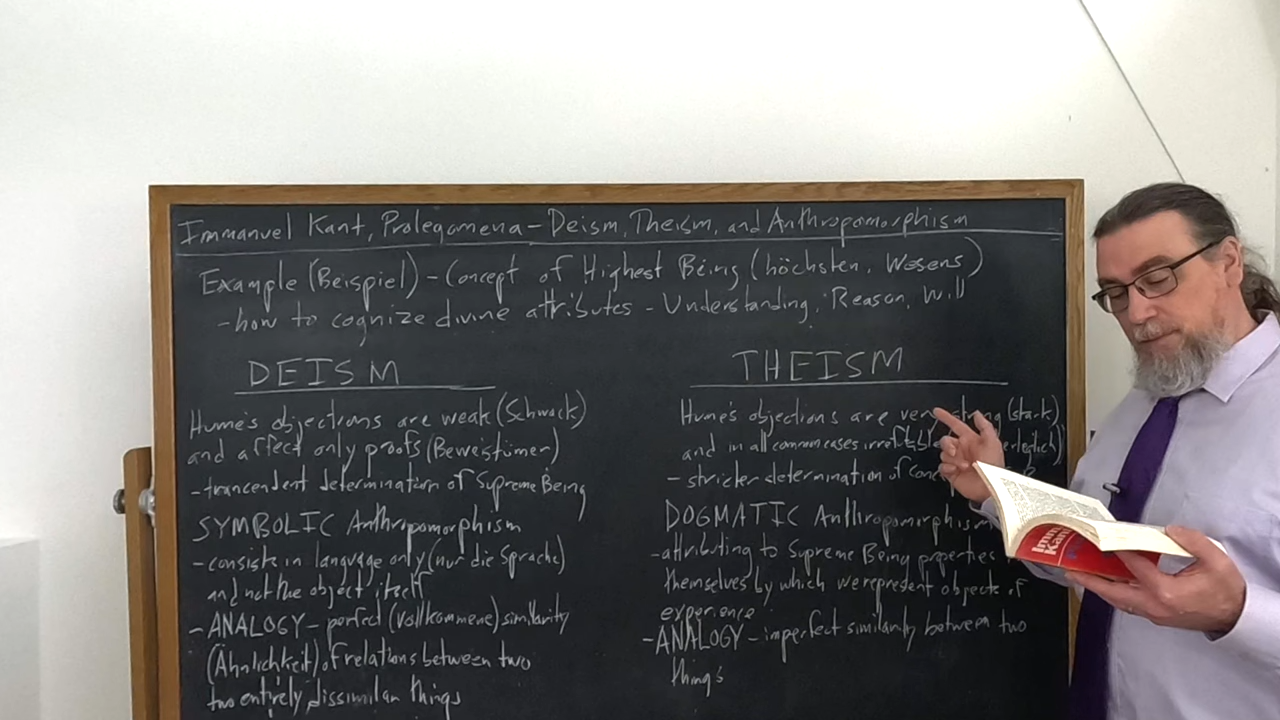 Immanuel Kant, Prolegomena - Deism, Theism, and Anthropomorphism
Example (Beispiel) - Concept of Highest Being (höchsten, Wesens)
- how to cognize divine attributes - Understanding, Reason, Will
DEISM
Hume's objections are weak (Schwack)
and affect only proofs (Beweistümer)
- trancendent determination of Supreme Being
SYMBOLIC Anthropomorphism
- consists in language only (nur die Sprache)
and not the object itself
- ANALOGY - perfect (vollkommene) similarity
(Ähnlichkeit) of relations between two
two entirely dissimilar things
THEISM
Hume's objections are very strong (stark)
and in all common cases
- stricter determination of
DOGMATIC Anthropomorphism
- attributing to Supreme Being properties
themselves by which we represent objects of
experience
- ANALOGY - imperfect similarity between two
things
Imm
Kan